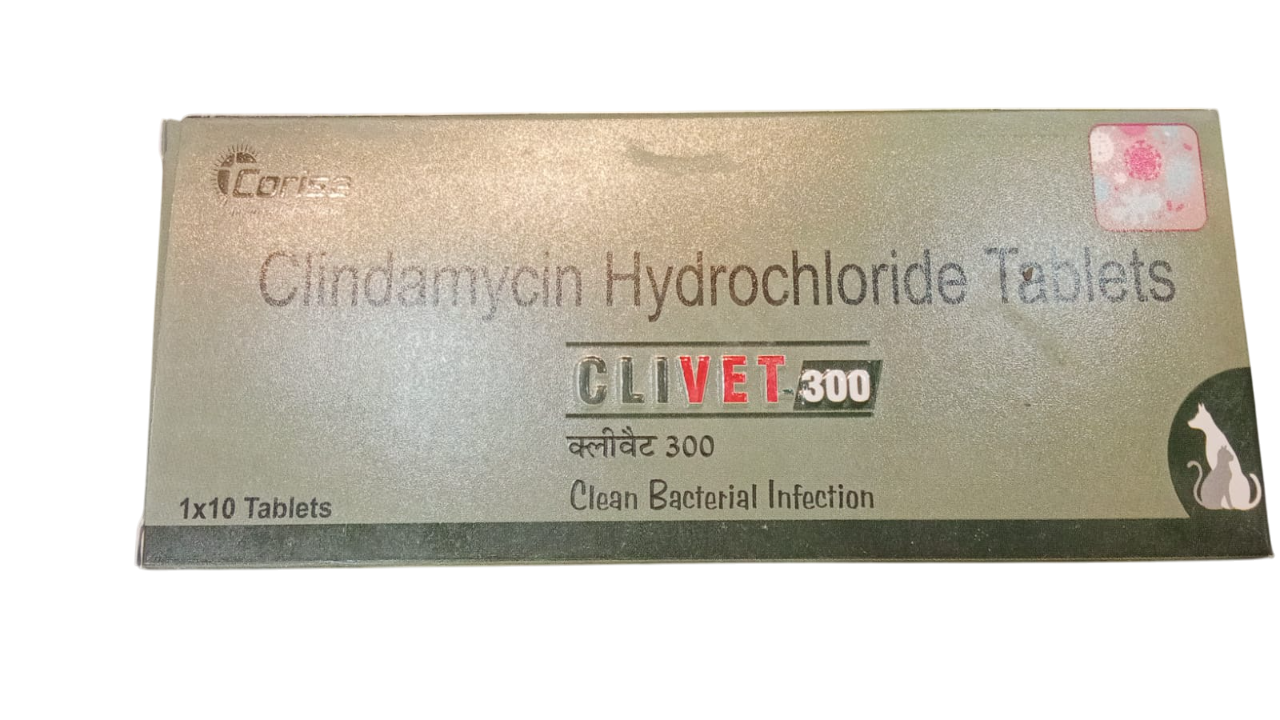 Corise
Clindamycin Hydrochloride Tablets
CLIVET-300
क्लीवैट 300
Clean Bacterial Infection
1x10 Tablets